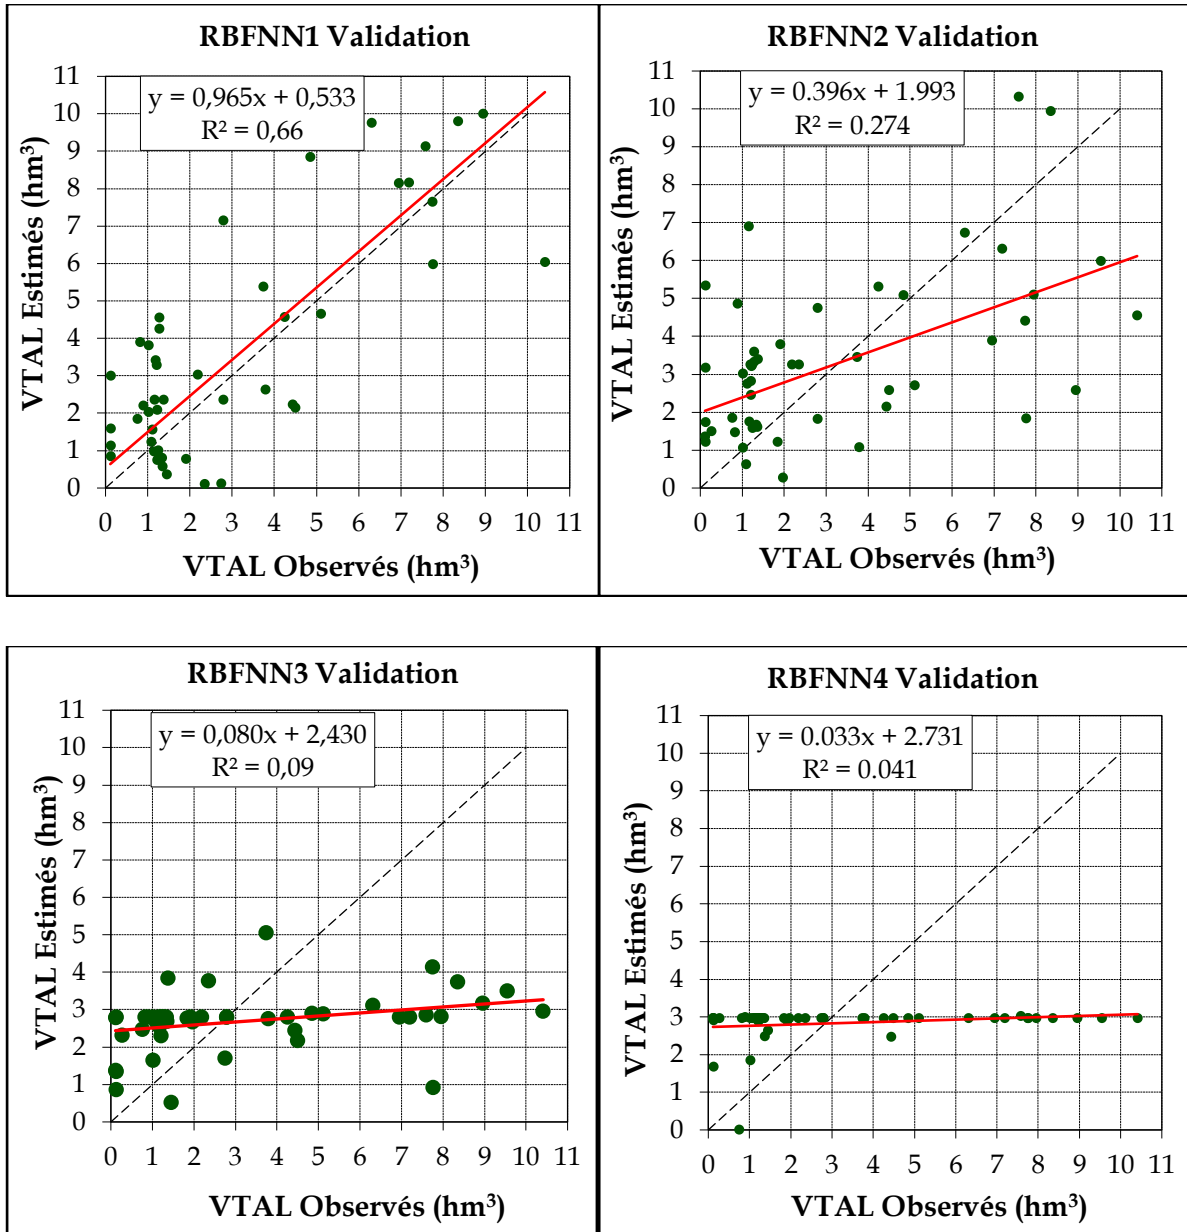 RBFNN1 Validation
y = 0,965x + 0,533
R² = 0,66
VTAL Estimés (hm³)
11
10
9
8
7
6
5
4
3
2
1
0
0 1 2 3 4 5 6 7 8 9 10 11
VTAL Observés (hm³)
RBFNN2 Validation
y = 0.396x + 1.993
R² = 0.274
VTAL Estimés (hm³)
11
10
9
8
7
6
5
4
3
2
1
0
0 1 2 3 4 5 6 7 8 9 10 11
VTAL Observés (hm³)
RBFNN3 Validation
y = 0,080x + 2,430
R² = 0,09
VTAL Estimés (hm³)
11
10
9
8
7
6
5
4
3
2
1
0
0 1 2 3 4 5 6 7 8 9 10 11
VTAL Observés (hm³)
RBFNN4 Validation
y = 0.033x + 2.731
R² = 0.041
VTAL Estimés (hm³)
11
10
9
8
7
6
5
4
3
2
1
0
0 1 2 3 4 5 6 7 8 9 10 11
VTAL Observés (hm³)